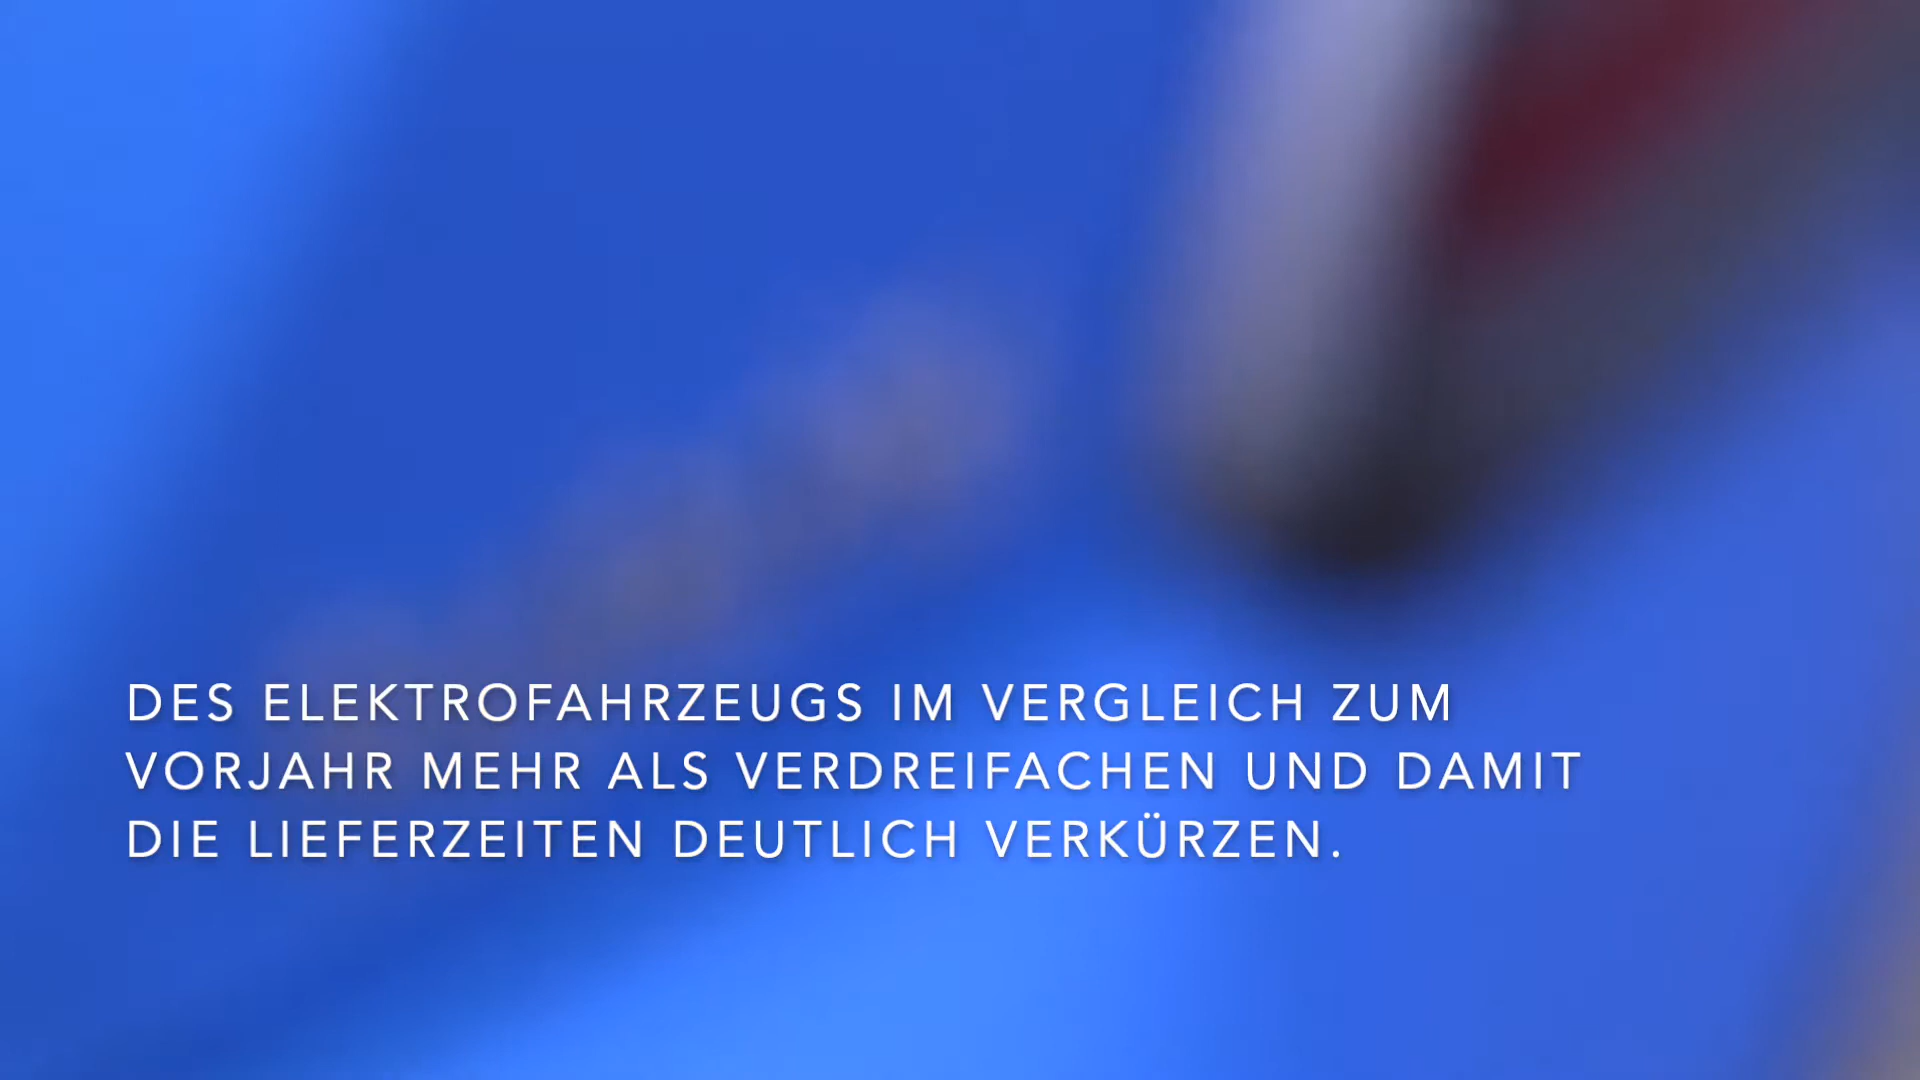 DES ELEKTROFAHRZEUGS IM VERGLEICH ZUM
VORJAHR MEHR ALS VERDREIFACHEN UND DAMIT
DIE LIEFERZEITEN DEUTLICH VERKÜRZEN.